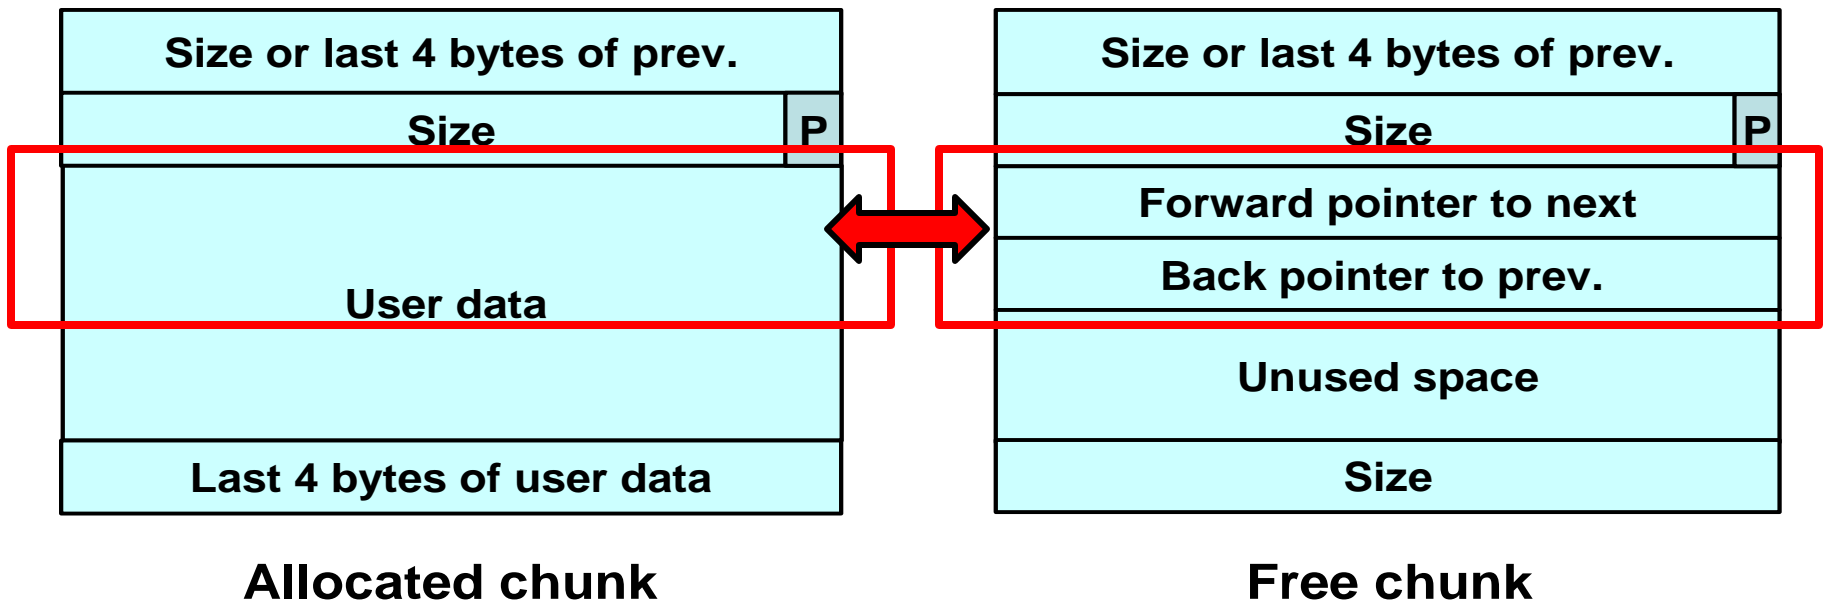 Size or last 4 bytes of prev.
Size
P
User data
Last 4 bytes of user data
Allocated chunk
Size or last 4 bytes of prev.
Size
P
Forward pointer to next
Back pointer to prev.
Unused space
Size
Free chunk